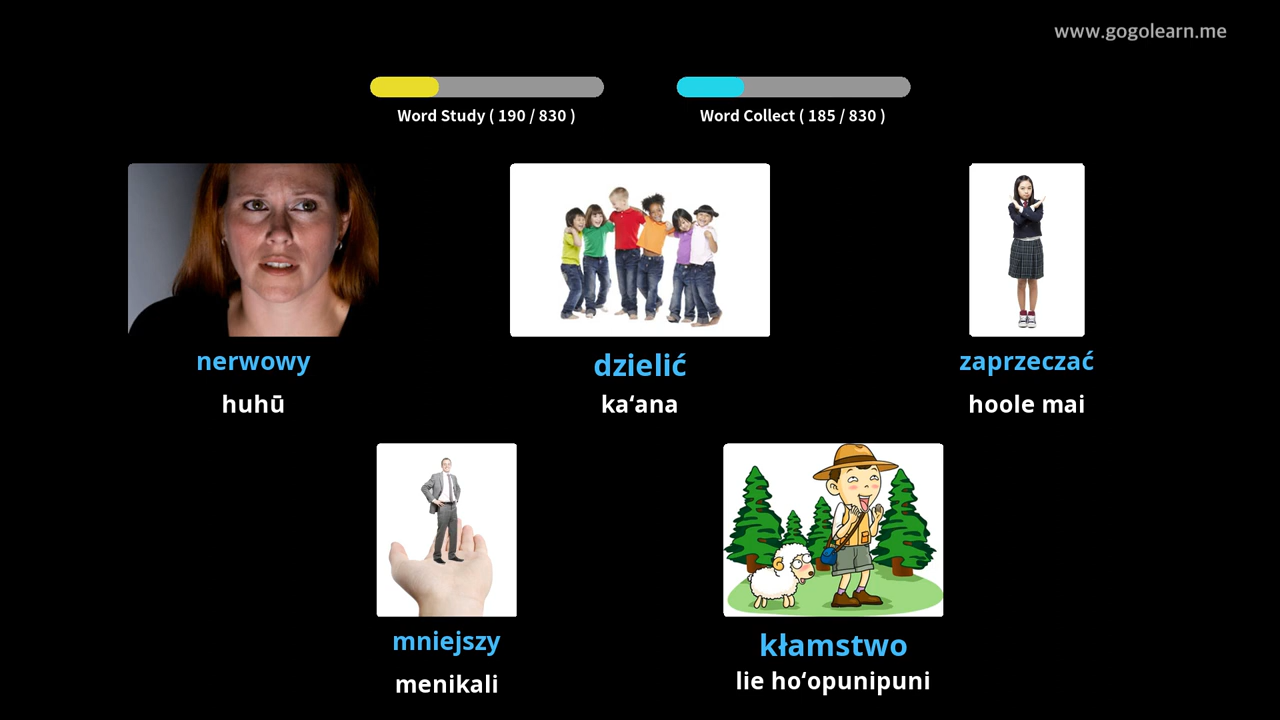 www.gogolearn.me
Word Study ( 190 / 830 )
Word Collect ( 185 / 830 )
nerwowy
huhū
dzielić
kaʻana
zaprzeczać
hoole mai
mniejszy
menikali
kłamstwo
lie hoʻopunipuni